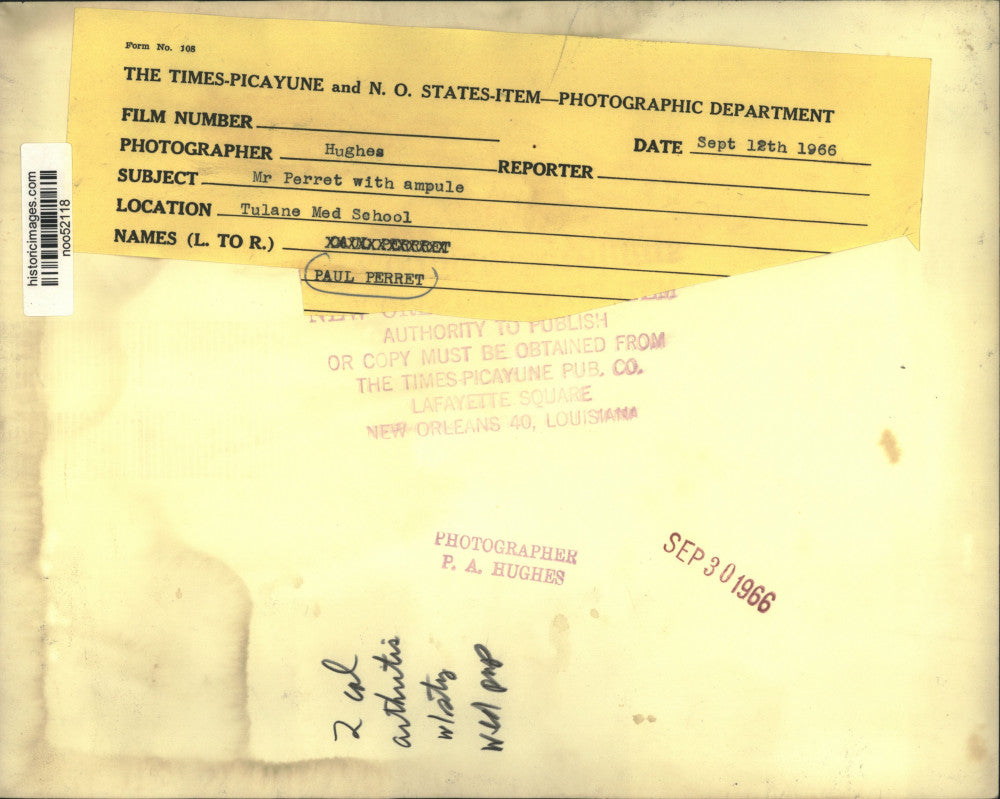 Form No. 108
THE TIMES-PICAYUNE and N. O. STATES-ITEM—PHOTOGRAPHIC DEPARTMENT
FILM NUMBER
DATE Sept 12th 1966
PHOTOGRAPHER Hughes
REPORTER
SUBJECT Mr Perret with ampule
LOCATION Tulane Med School
NAMES (L. TO R.)
PAUL PERRET
historicimages.com
noo52118
AUTHORITY TO PUBLISH
OR COPY MUST BE OBTAINED FROM
THE TIMES-PICAYUNE PUB. CO.
LAFAYETTE SQUARE
NEW ORLEANS 40, LOUISIANA
PHOTOGRAPHER
P. A. HUGHES
SEP 30 1966
2 col
arthritis
w/sty
Wed pap